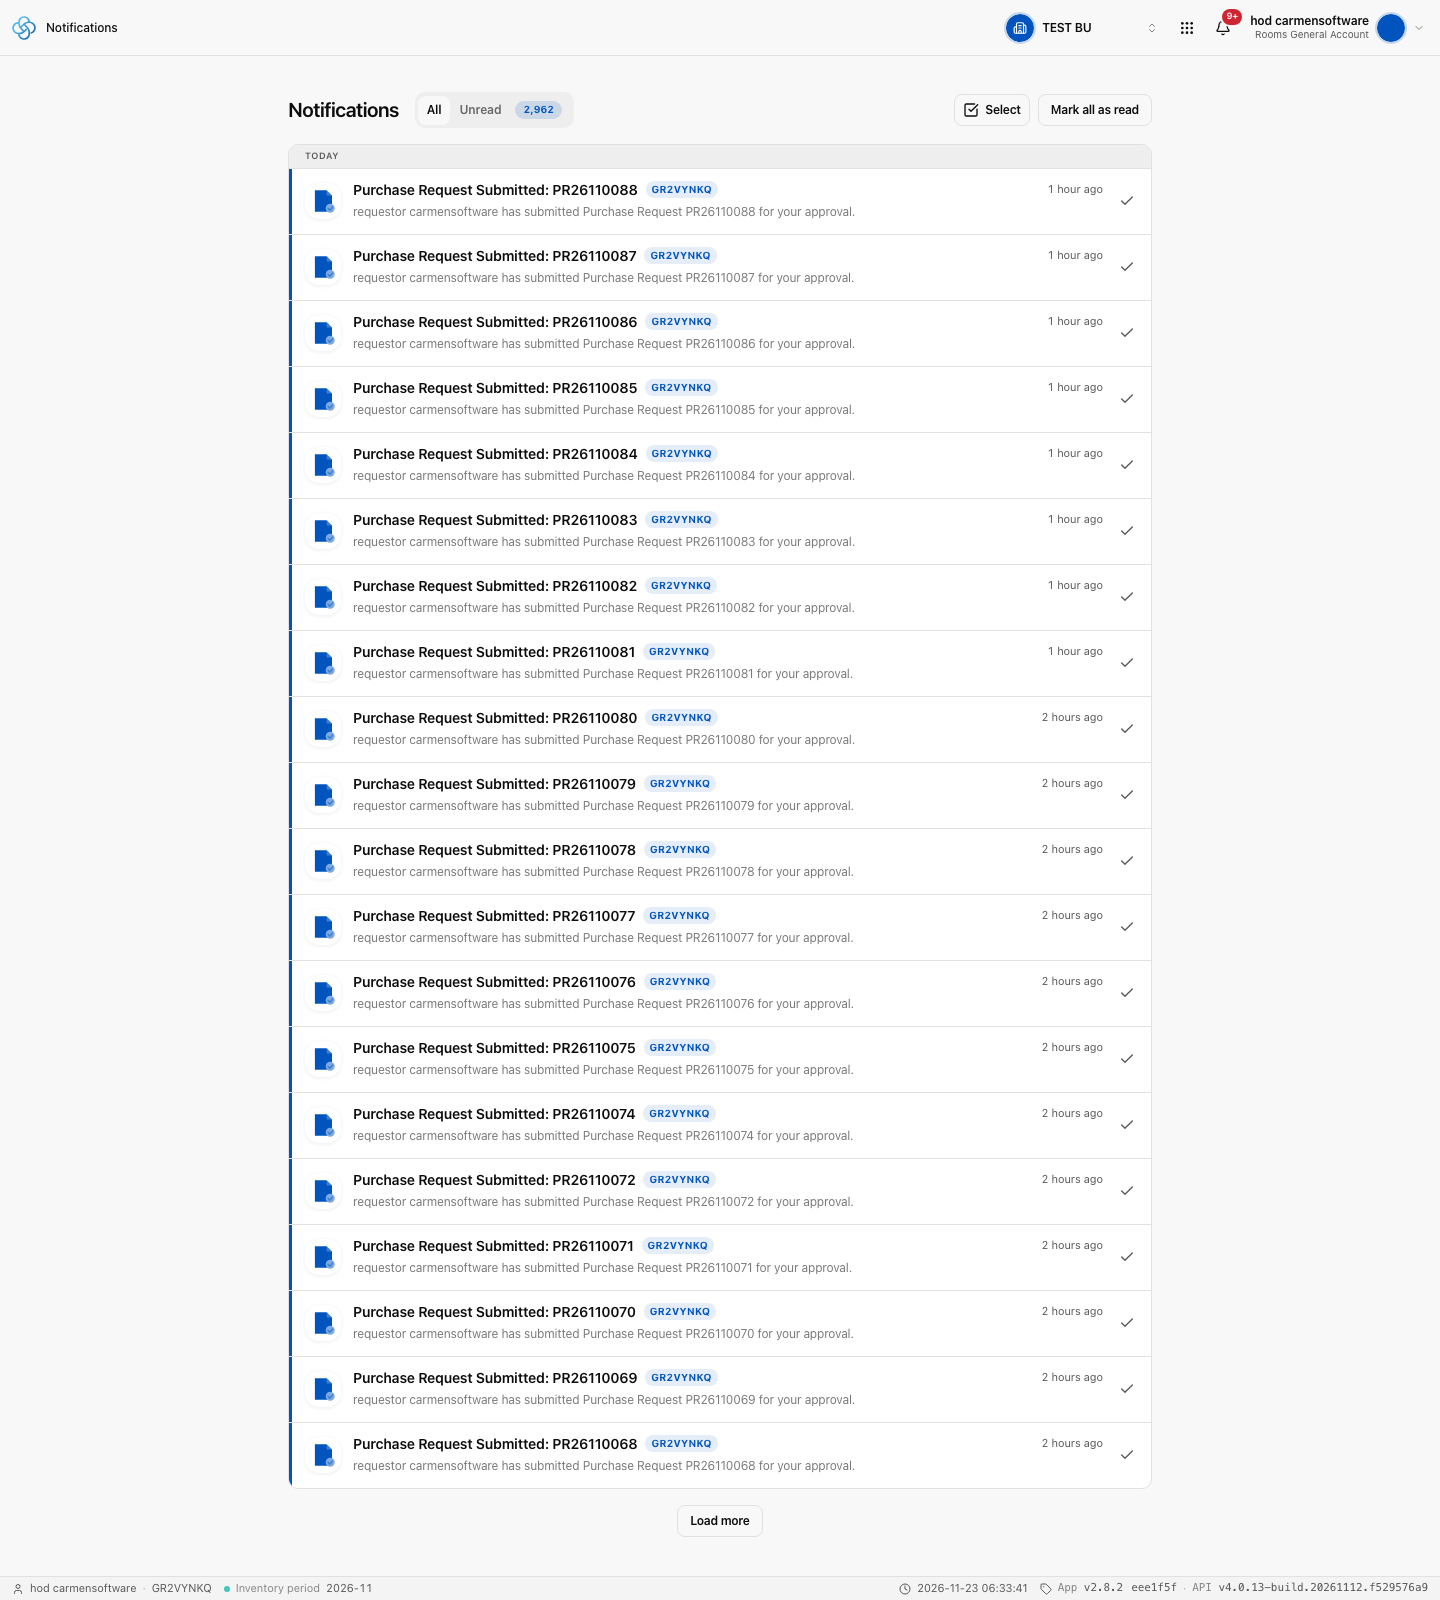 Notifications
TEST BU
9+
hod carmensoftware
Rooms General Account
Notifications
All Unread 2,962
Select Mark all as read
TODAY
Purchase Request Submitted: PR26110088 GR2VYNKQ 1 hour ago
requestor carmensoftware has submitted Purchase Request PR26110088 for your approval.
Purchase Request Submitted: PR26110087 GR2VYNKQ 1 hour ago
requestor carmensoftware has submitted Purchase Request PR26110087 for your approval.
Purchase Request Submitted: PR26110086 GR2VYNKQ 1 hour ago
requestor carmensoftware has submitted Purchase Request PR26110086 for your approval.
Purchase Request Submitted: PR26110085 GR2VYNKQ 1 hour ago
requestor carmensoftware has submitted Purchase Request PR26110085 for your approval.
Purchase Request Submitted: PR26110084 GR2VYNKQ 1 hour ago
requestor carmensoftware has submitted Purchase Request PR26110084 for your approval.
Purchase Request Submitted: PR26110083 GR2VYNKQ 1 hour ago
requestor carmensoftware has submitted Purchase Request PR26110083 for your approval.
Purchase Request Submitted: PR26110082 GR2VYNKQ 1 hour ago
requestor carmensoftware has submitted Purchase Request PR26110082 for your approval.
Purchase Request Submitted: PR26110081 GR2VYNKQ 1 hour ago
requestor carmensoftware has submitted Purchase Request PR26110081 for your approval.
Purchase Request Submitted: PR26110080 GR2VYNKQ 2 hours ago
requestor carmensoftware has submitted Purchase Request PR26110080 for your approval.
Purchase Request Submitted: PR26110079 GR2VYNKQ 2 hours ago
requestor carmensoftware has submitted Purchase Request PR26110079 for your approval.
Purchase Request Submitted: PR26110078 GR2VYNKQ 2 hours ago
requestor carmensoftware has submitted Purchase Request PR26110078 for your approval.
Purchase Request Submitted: PR26110077 GR2VYNKQ 2 hours ago
requestor carmensoftware has submitted Purchase Request PR26110077 for your approval.
Purchase Request Submitted: PR26110076 GR2VYNKQ 2 hours ago
requestor carmensoftware has submitted Purchase Request PR26110076 for your approval.
Purchase Request Submitted: PR26110075 GR2VYNKQ 2 hours ago
requestor carmensoftware has submitted Purchase Request PR26110075 for your approval.
Purchase Request Submitted: PR26110074 GR2VYNKQ 2 hours ago
requestor carmensoftware has submitted Purchase Request PR26110074 for your approval.
Purchase Request Submitted: PR26110072 GR2VYNKQ 2 hours ago
requestor carmensoftware has submitted Purchase Request PR26110072 for your approval.
Purchase Request Submitted: PR26110071 GR2VYNKQ 2 hours ago
requestor carmensoftware has submitted Purchase Request PR26110071 for your approval.
Purchase Request Submitted: PR26110070 GR2VYNKQ 2 hours ago
requestor carmensoftware has submitted Purchase Request PR26110070 for your approval.
Purchase Request Submitted: PR26110069 GR2VYNKQ 2 hours ago
requestor carmensoftware has submitted Purchase Request PR26110069 for your approval.
Purchase Request Submitted: PR26110068 GR2VYNKQ 2 hours ago
requestor carmensoftware has submitted Purchase Request PR26110068 for your approval.
Load more
hod carmensoftware · GR2VYNKQ Inventory period 2026-11 2026-11-23 06:33:41 App v2.8.2 eee1f5f · API v4.0.13-build.20261112.f529576a9